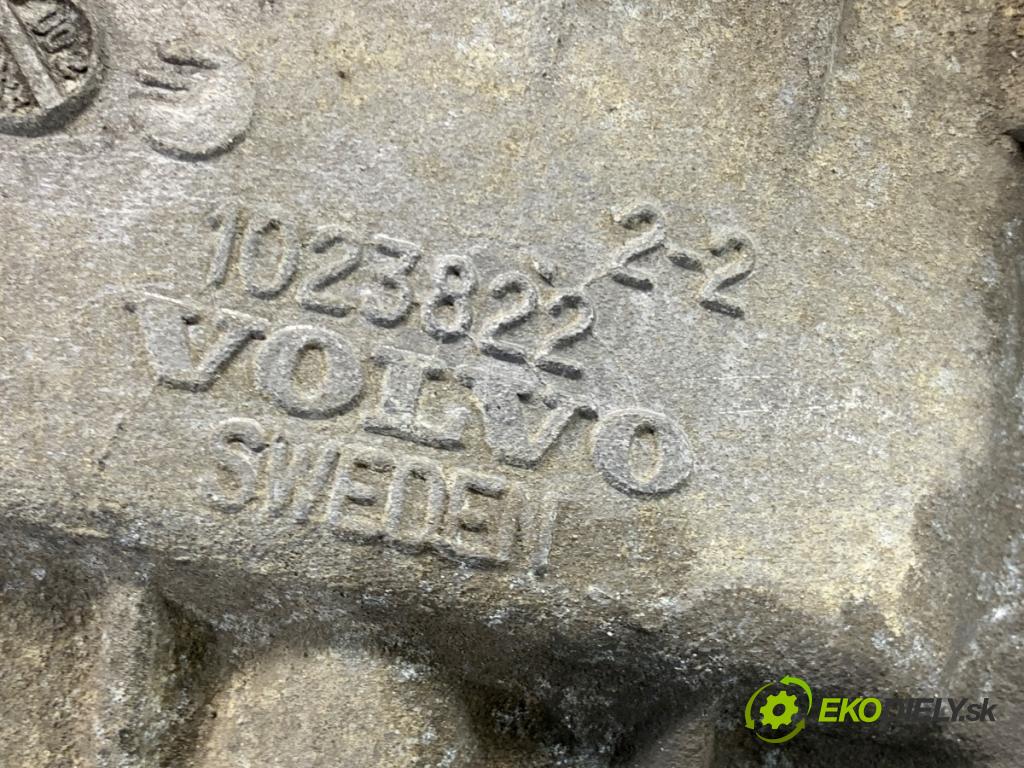 1023822 2-2
VOLVO
SWEDEN
EKODIELY.sk